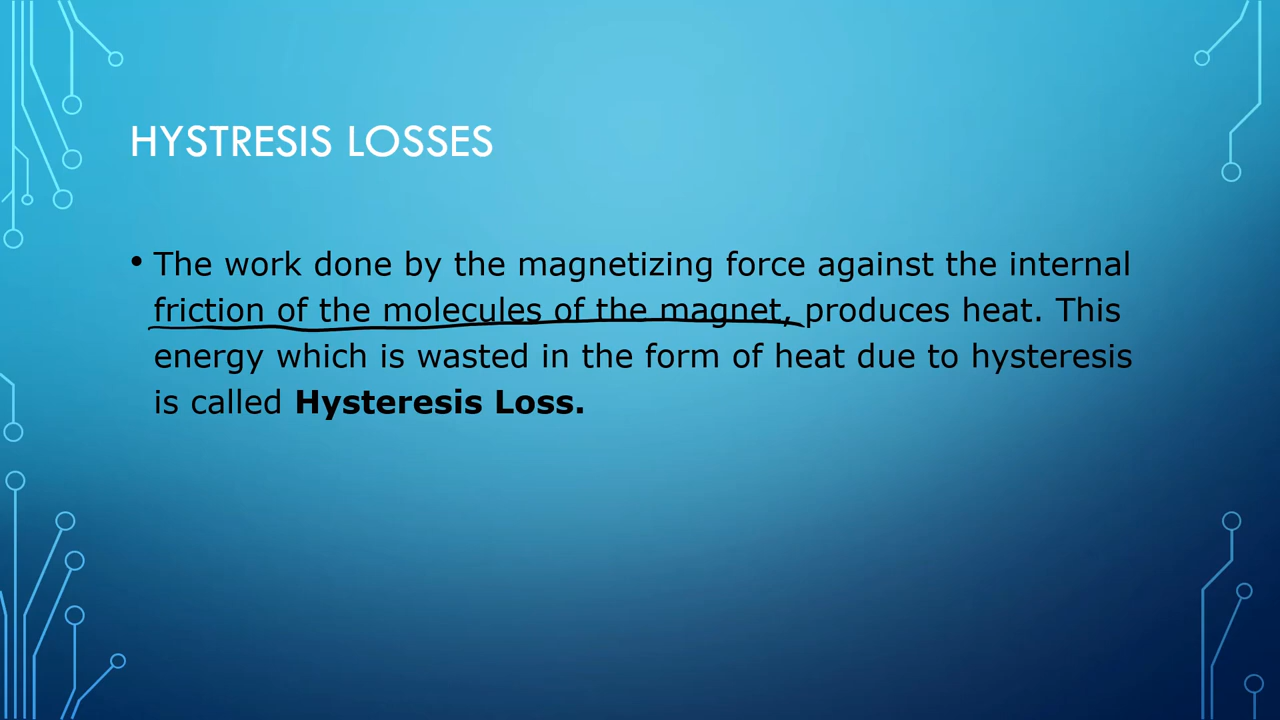 HYSTRESIS LOSSES
• The work done by the magnetizing force against the internal
friction of the molecules of the magnet, produces heat. This
energy which is wasted in the form of heat due to hysteresis
is called Hysteresis Loss.